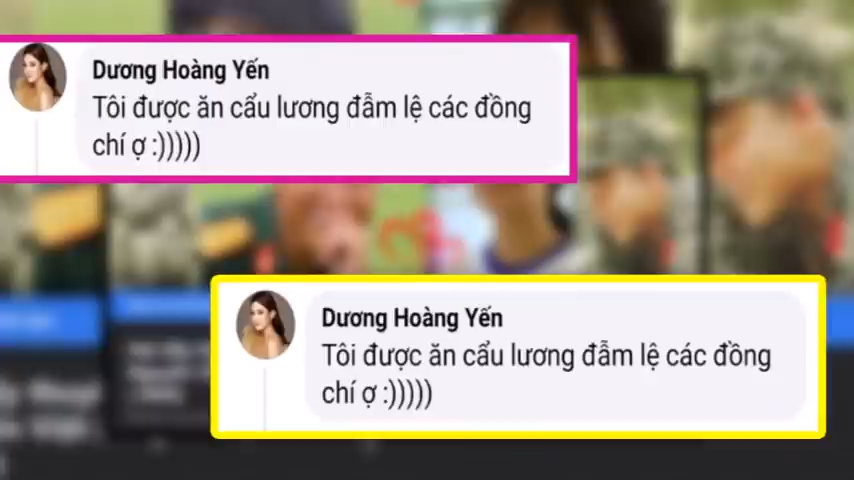 Dương Hoàng Yến
Tôi được ăn cẩu lương đẫm lệ các đồng
chí ợ :)))))
Dương Hoàng Yến
Tôi được ăn cẩu lương đẫm lệ các đồng
chí ợ :)))))